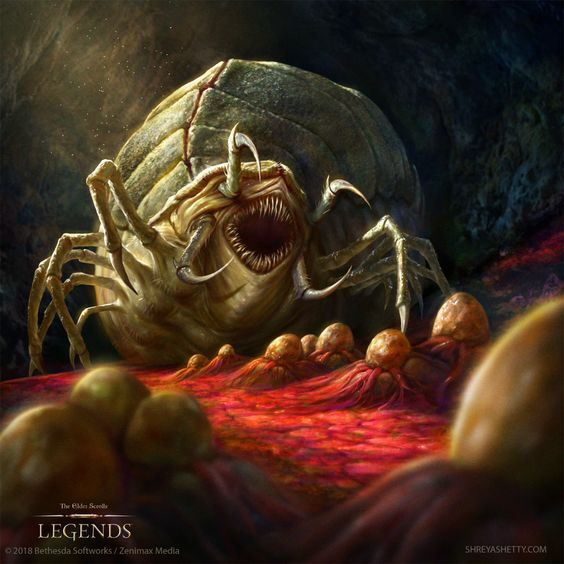 The Elder Scrolls
LEGENDS
© 2018 Bethesda Softworks / Zenimax Media
SHREYASHETTY.COM